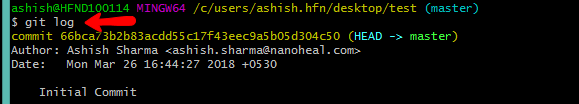 ashish@HFND100114 MINGW64 /c/users/ashish.hfn/desktop/test (master)
$ git log
commit 66bca73b2b83acdd55c17f43eec9a5b05d304c50 (HEAD -> master)
Author: Ashish Sharma <ashish.sharma@nanoheal.com>
Date:   Mon Mar 26 16:44:27 2018 +0530
Initial Commit